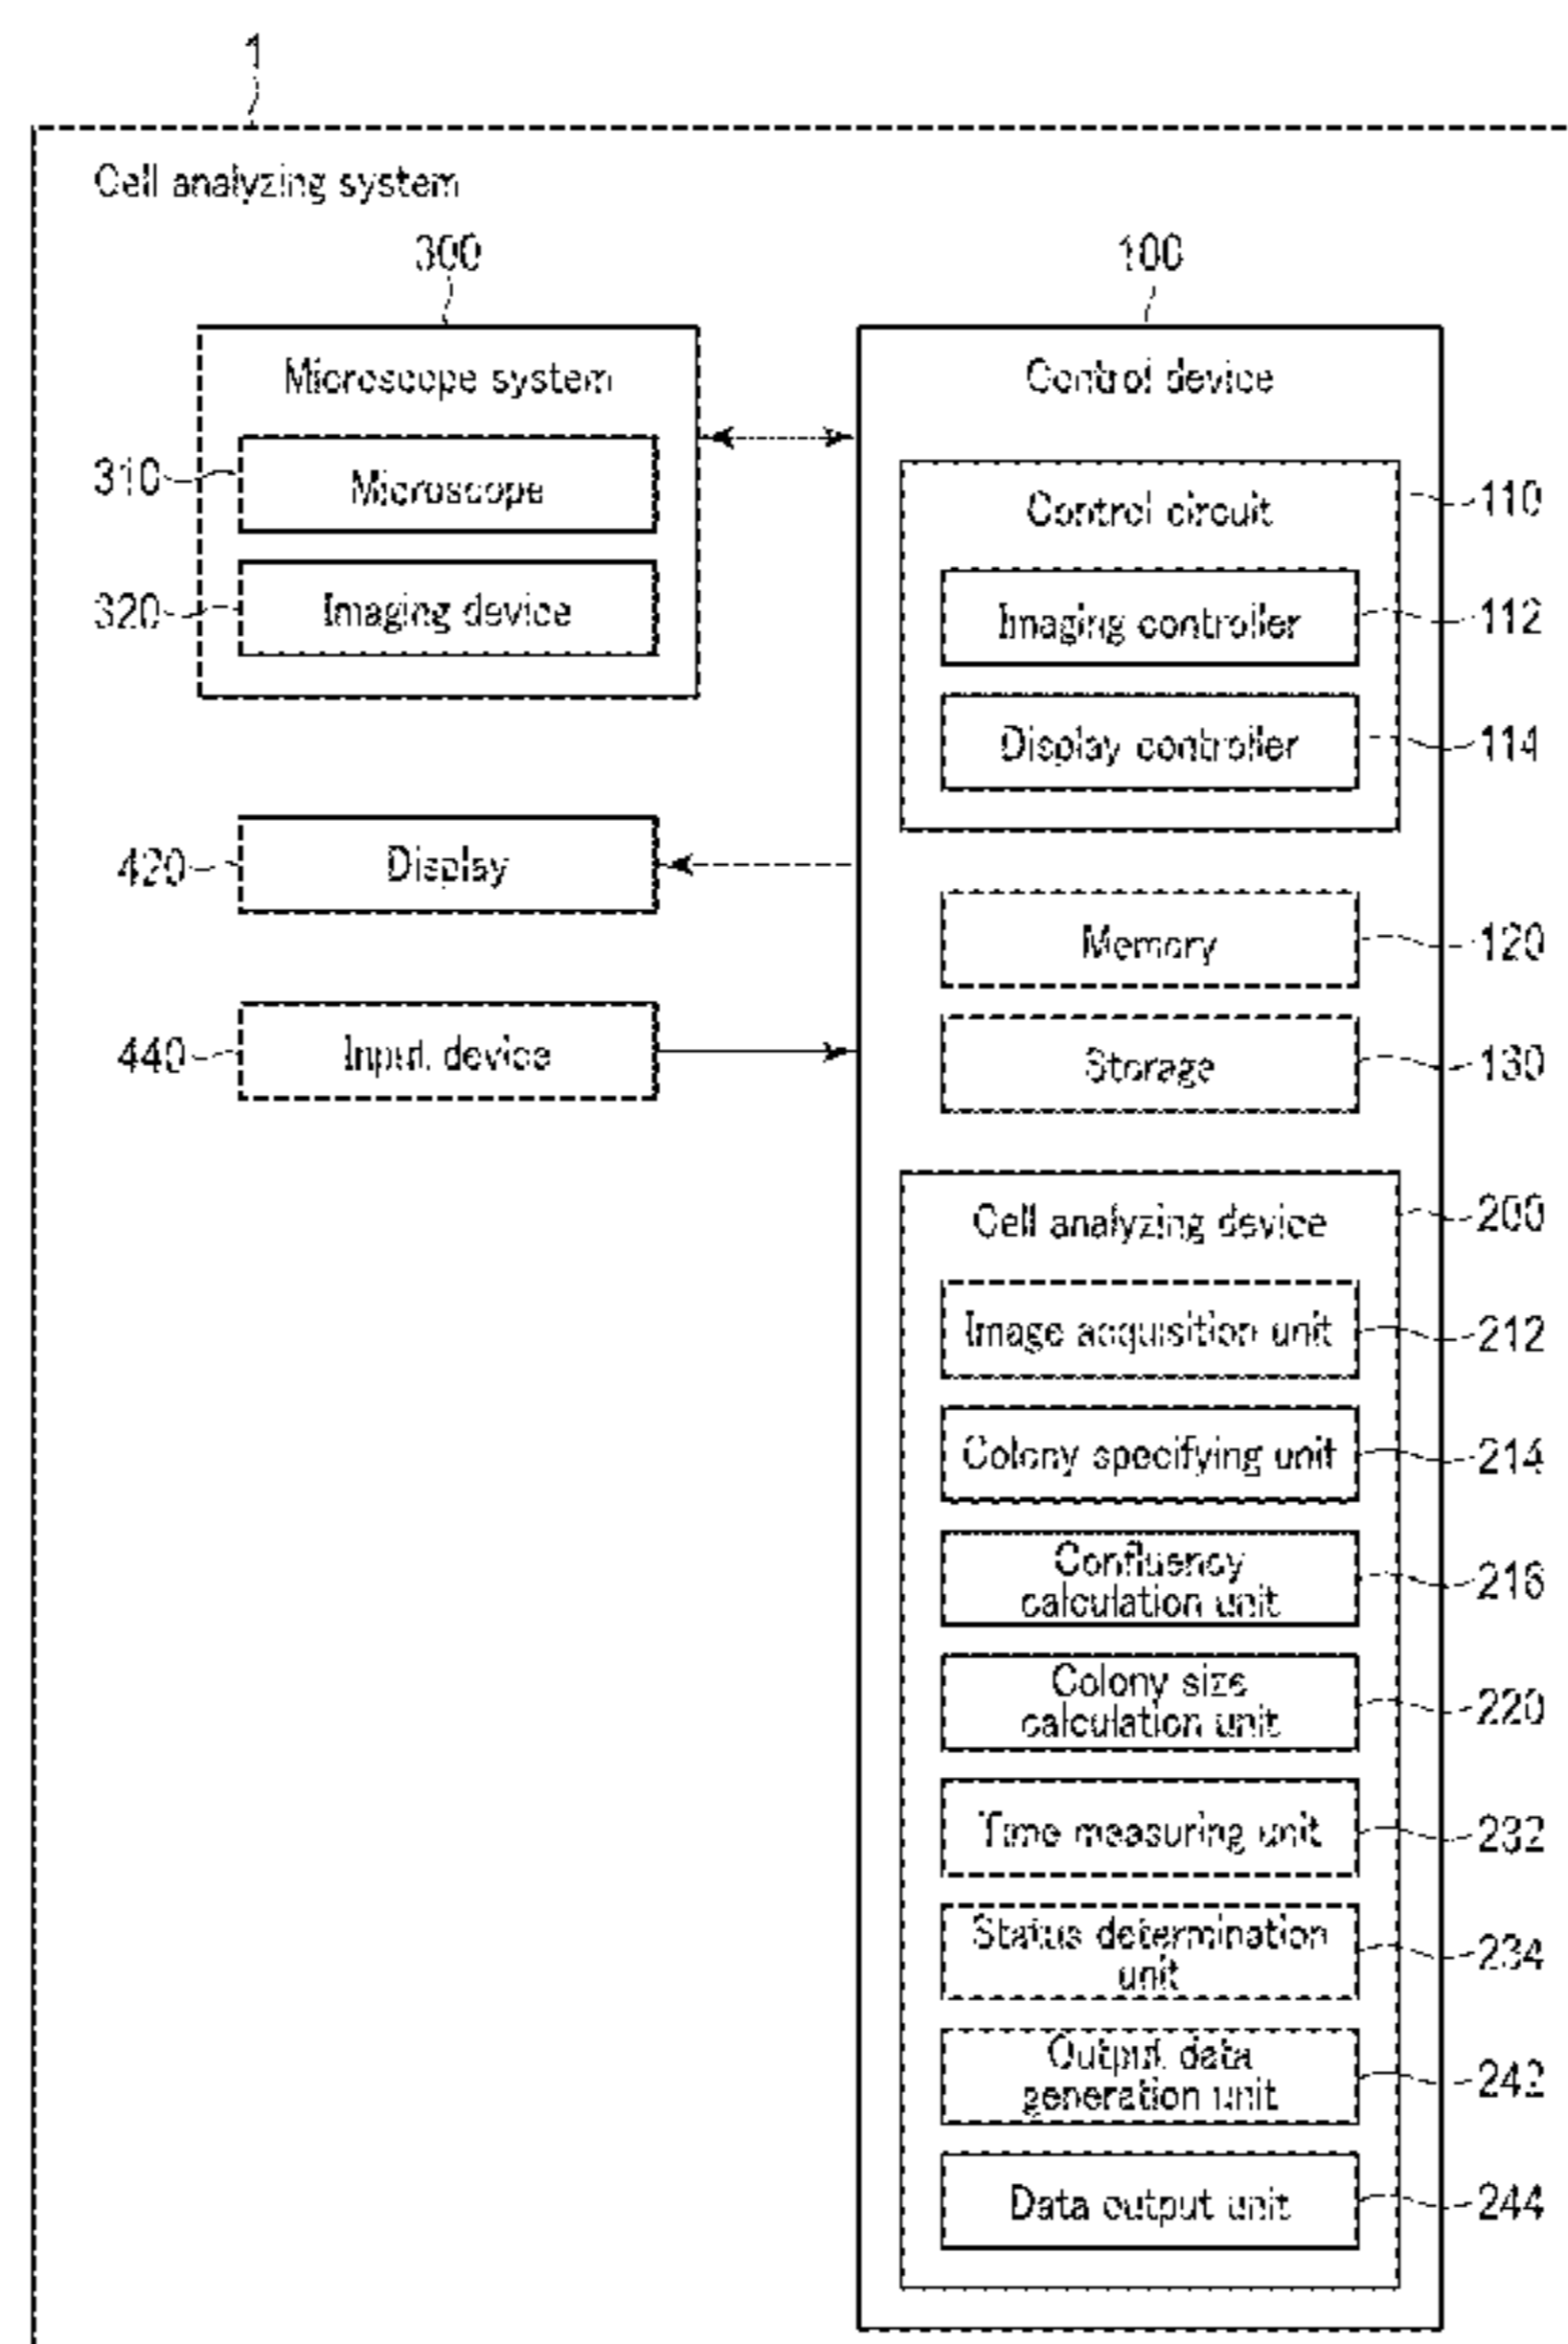 1
Cell analyzing system
300
100
Microscope system
Control device
310
Microscope
Control circuit
110
320
Imaging device
Imaging controller
112
Display controller
114
420
Display
Memory
120
440
Input device
Storage
130
Cell analyzing device
200
Image acquisition unit
212
Colony specifying unit
214
Confluency
calculation unit
216
Colony size
calculation unit
220
Time measuring unit
232
Status determination
unit
234
Output data
generation unit
242
Data output unit
244